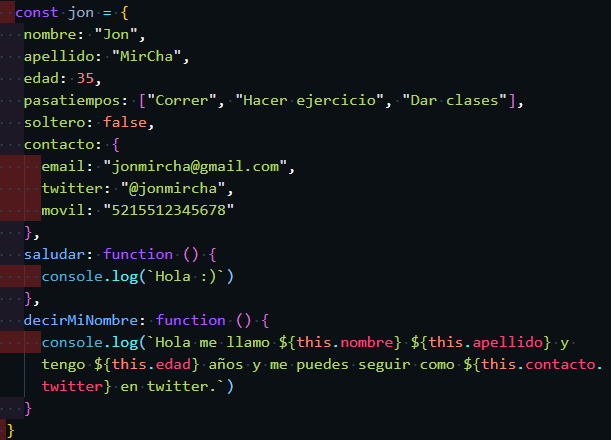 const jon = {
nombre: "Jon",
apellido: "MirCha",
edad: 35,
pasatiempos: ["Correr", "Hacer ejercicio", "Dar clases"],
soltero: false,
contacto: {
email: "jonmircha@gmail.com",
twitter: "@jonmircha",
movil: "5215512345678"
},
saludar: function () {
console.log(`Hola :)`)
},
decirMiNombre: function () {
console.log(`Hola me llamo ${this.nombre} ${this.apellido} y
tengo ${this.edad} años y me puedes seguir como ${this.contacto.
twitter} en twitter.`)
}
}